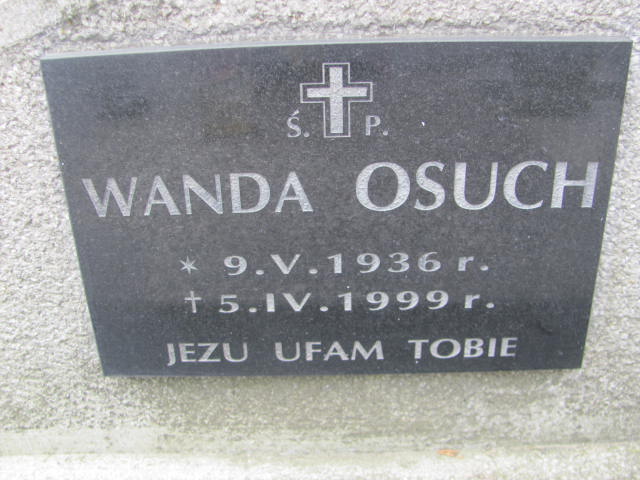 Ś. P.
WANDA OSUCH
* 9.V.1936 r.
† 5.IV.1999 r.
JEZU UFAM TOBIE